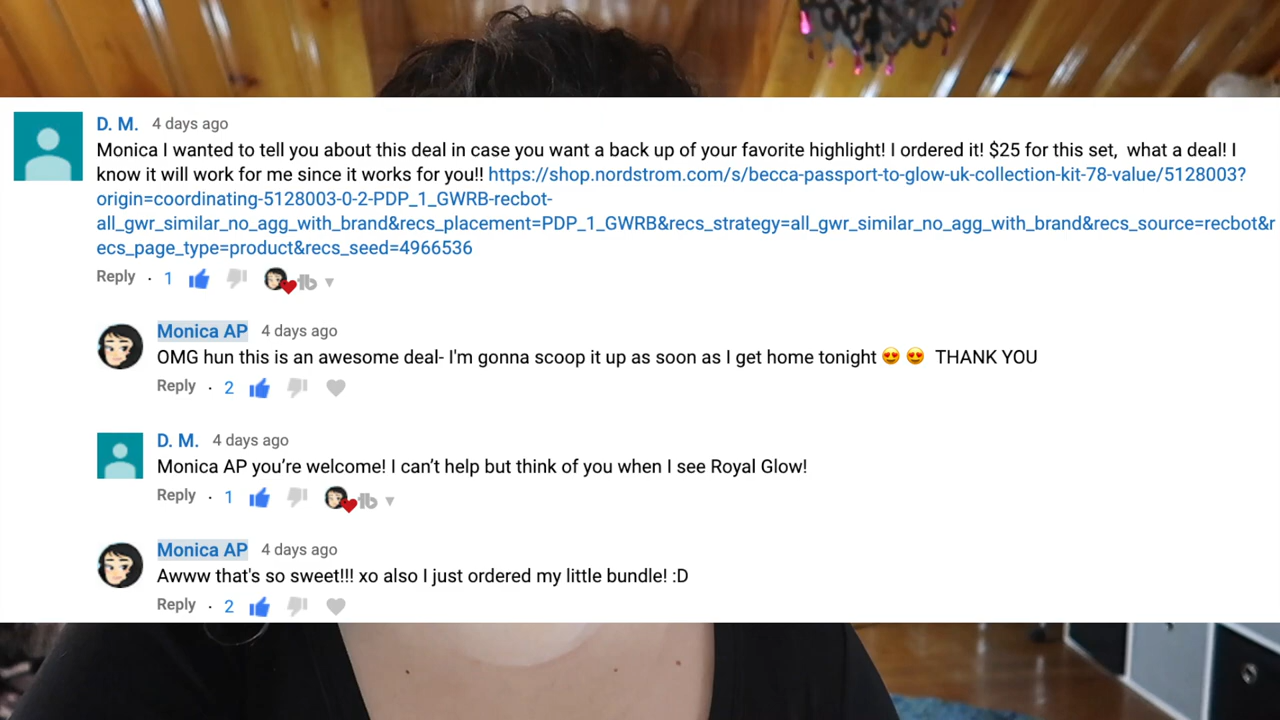 D. M. 4 days ago
Monica I wanted to tell you about this deal in case you want a back up of your favorite highlight! I ordered it! $25 for this set, what a deal! I
know it will work for me since it works for you!! https://shop.nordstrom.com/s/becca-passport-to-glow-uk-collection-kit-78-value/5128003?
origin=coordinating-5128003-0-2-PDP_1_GWRB-recbot-
all_gwr_similar_no_agg_with_brand&recs_placement=PDP_1_GWRB&recs_strategy=all_gwr_similar_no_agg_with_brand&recs_source=recbot&r
ecs_page_type=product&recs_seed=4966536
Reply · 1 tb
Monica AP 4 days ago
OMG hun this is an awesome deal- I'm gonna scoop it up as soon as I get home tonight 😍 😍 THANK YOU
Reply · 2
D. M. 4 days ago
Monica AP you’re welcome! I can’t help but think of you when I see Royal Glow!
Reply · 1 tb
Monica AP 4 days ago
Awww that's so sweet!!! xo also I just ordered my little bundle! :D
Reply · 2